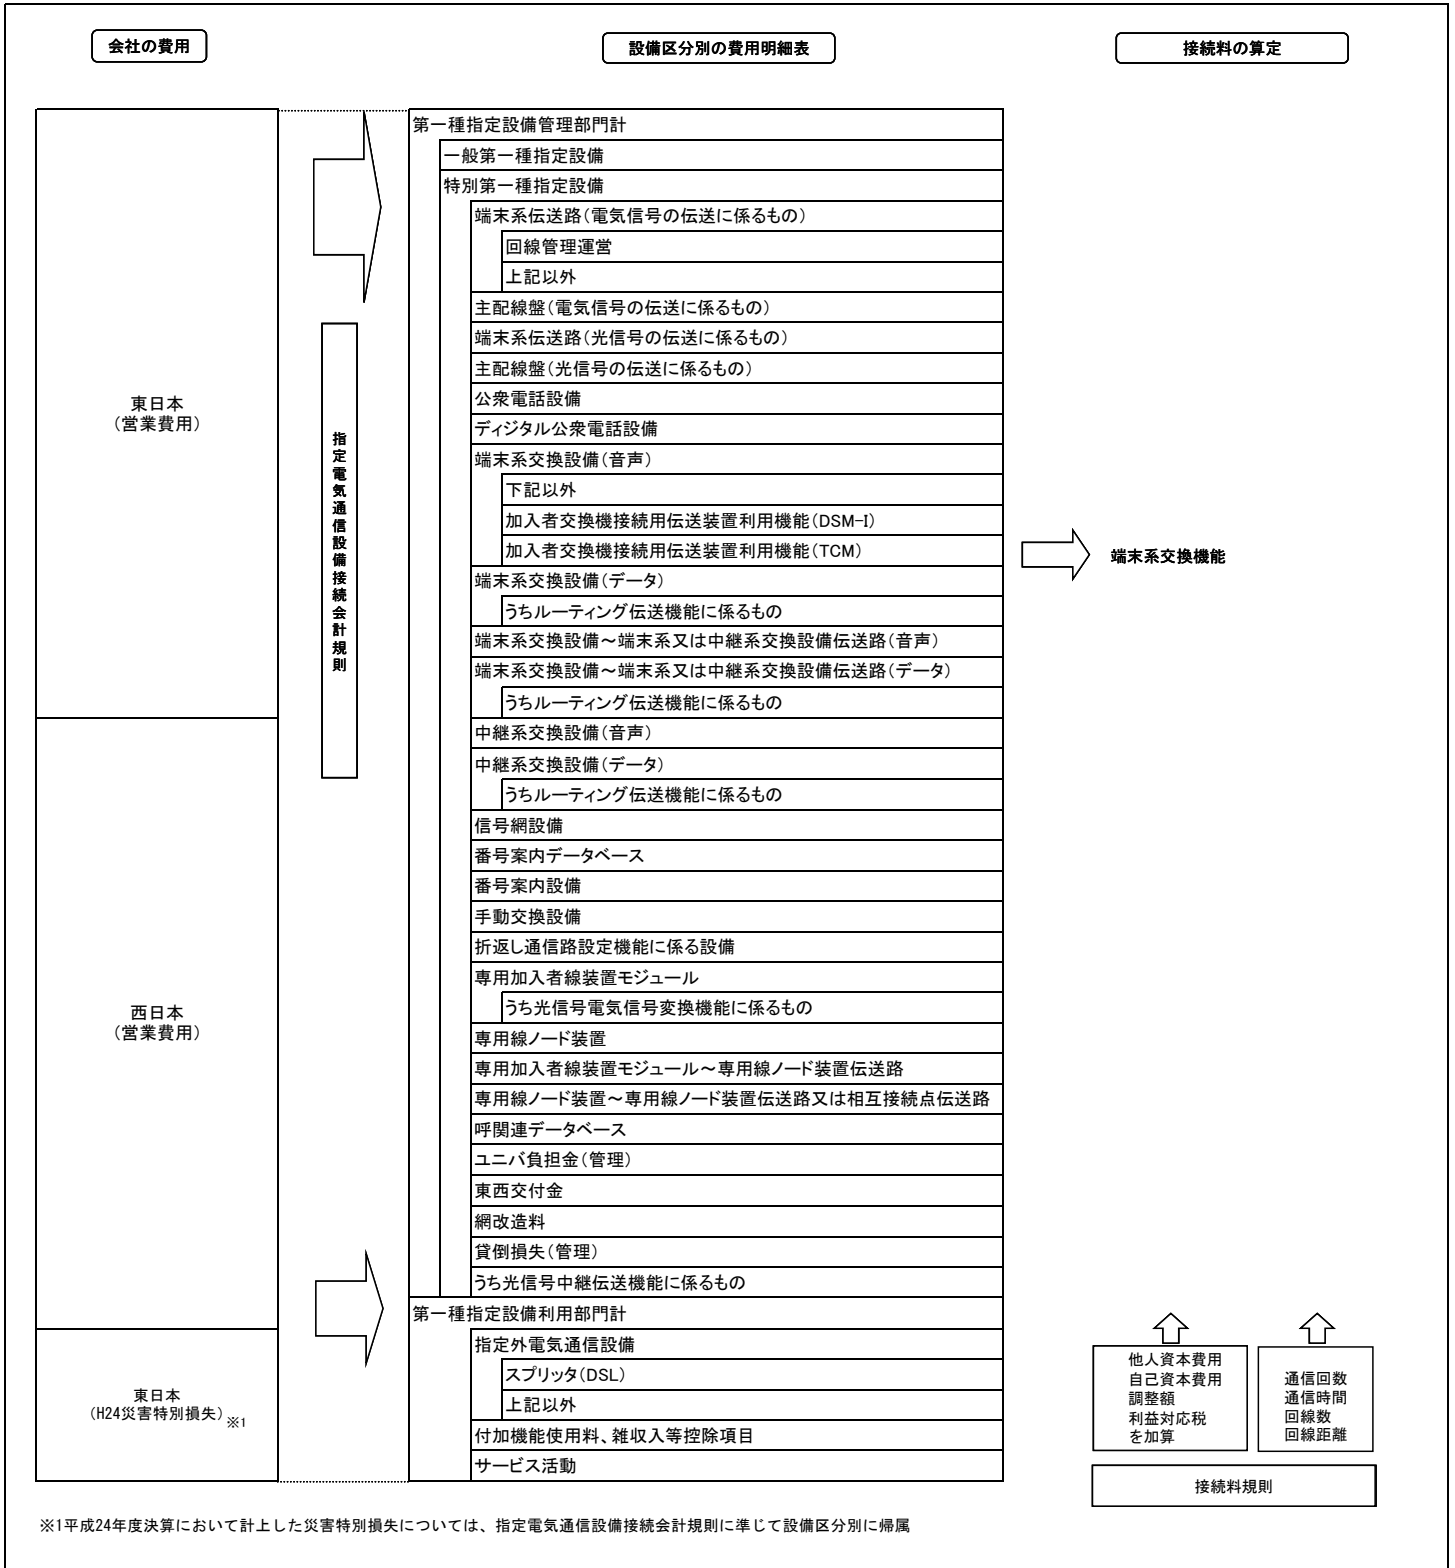 会社の費用
設備区分別の費用明細表
接続料の算定
東日本
（営業費用）
西日本
（営業費用）
東日本
（H24災害特別損失）※1
指定電気通信設備接続会計規則
第一種指定設備管理部門計
一般第一種指定設備
特別第一種指定設備
端末系伝送路（電気信号の伝送に係るもの）
回線管理運営
上記以外
主配線盤（電気信号の伝送に係るもの）
端末系伝送路（光信号の伝送に係るもの）
主配線盤（光信号の伝送に係るもの）
公衆電話設備
ディジタル公衆電話設備
端末系交換設備（音声）
下記以外
加入者交換機接続用伝送装置利用機能（DSM-I）
加入者交換機接続用伝送装置利用機能（TCM）
端末系交換設備（データ）
うちルーティング伝送機能に係るもの
端末系交換設備～端末系又は中継系交換設備伝送路（音声）
端末系交換設備～端末系又は中継系交換設備伝送路（データ）
うちルーティング伝送機能に係るもの
中継系交換設備（音声）
中継系交換設備（データ）
うちルーティング伝送機能に係るもの
信号網設備
番号案内データベース
番号案内設備
手動交換設備
折返し通信路設定機能に係る設備
専用加入者線装置モジュール
うち光信号電気信号変換機能に係るもの
専用線ノード装置
専用加入者線装置モジュール～専用線ノード装置伝送路
専用線ノード装置～専用線ノード装置伝送路又は相互接続点伝送路
呼関連データベース
ユニバ負担金（管理）
東西交付金
網改造料
貸倒損失（管理）
うち光信号中継伝送機能に係るもの
第一種指定設備利用部門計
指定外電気通信設備
スプリッタ（DSL）
上記以外
付加機能使用料、雑収入等控除項目
サービス活動
端末系交換機能
他人資本費用
自己資本費用
調整額
利益対応税
を加算
通信回数
通信時間
回線数
回線距離
接続料規則
※1平成24年度決算において計上した災害特別損失については、指定電気通信設備接続会計規則に準じて設備区分別に帰属